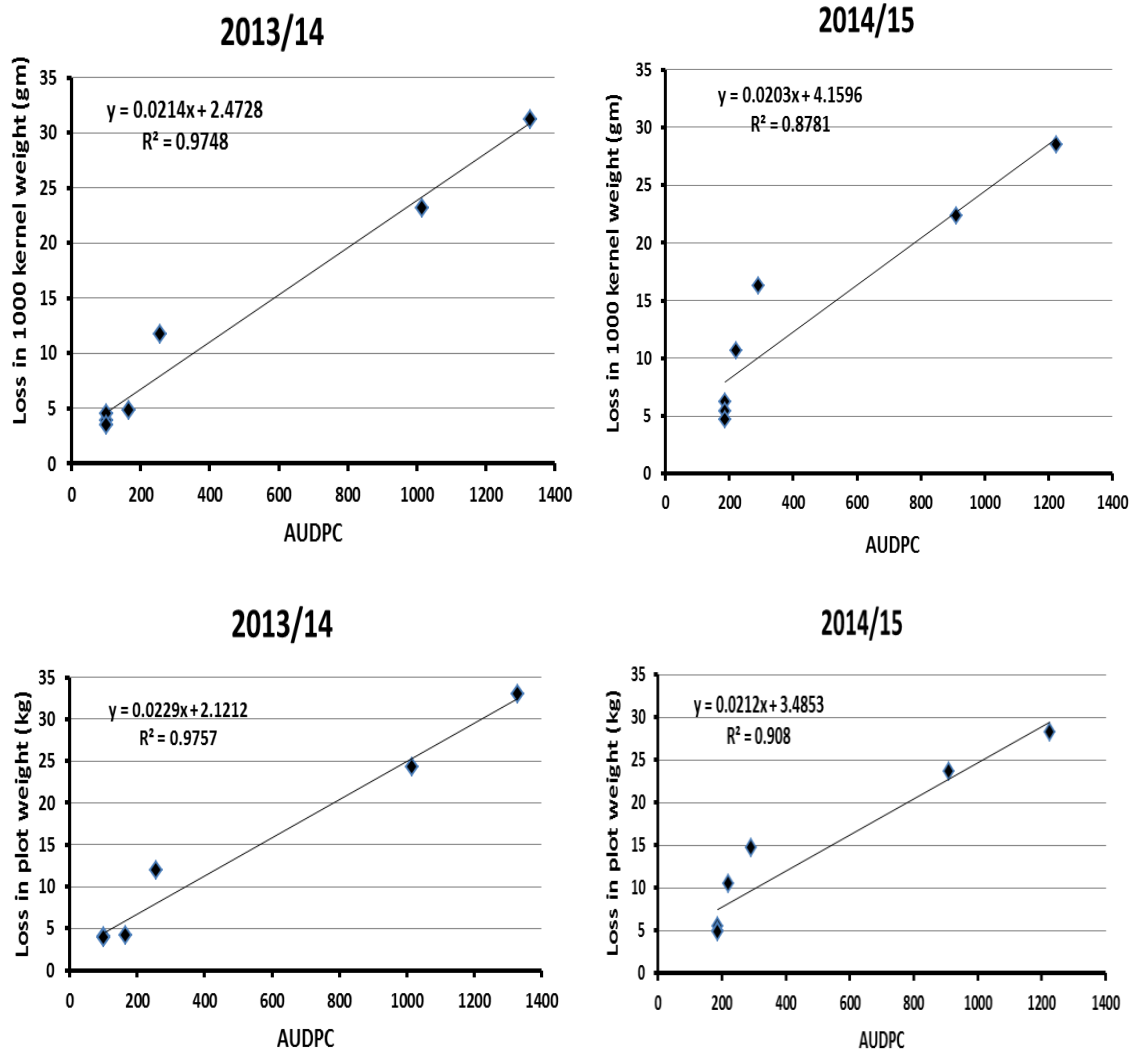 2013/14
Loss in 1000 kernel weight (gm)
y = 0.0214x + 2.4728
R² = 0.9748
35
30
25
20
15
10
5
0
0 200 400 600 800 1000 1200 1400
AUDPC
2014/15
Loss in 1000 kernel weight (gm)
y = 0.0203x + 4.1596
R² = 0.8781
35
30
25
20
15
10
5
0
0 200 400 600 800 1000 1200 1400
AUDPC
2013/14
Loss in plot weight (kg)
y = 0.0229x + 2.1212
R² = 0.9757
35
30
25
20
15
10
5
0
0 200 400 600 800 1000 1200 1400
AUDPC
2014/15
Loss in plot weight (kg)
y = 0.0212x + 3.4853
R² = 0.908
35
30
25
20
15
10
5
0
0 200 400 600 800 1000 1200 1400
AUDPC